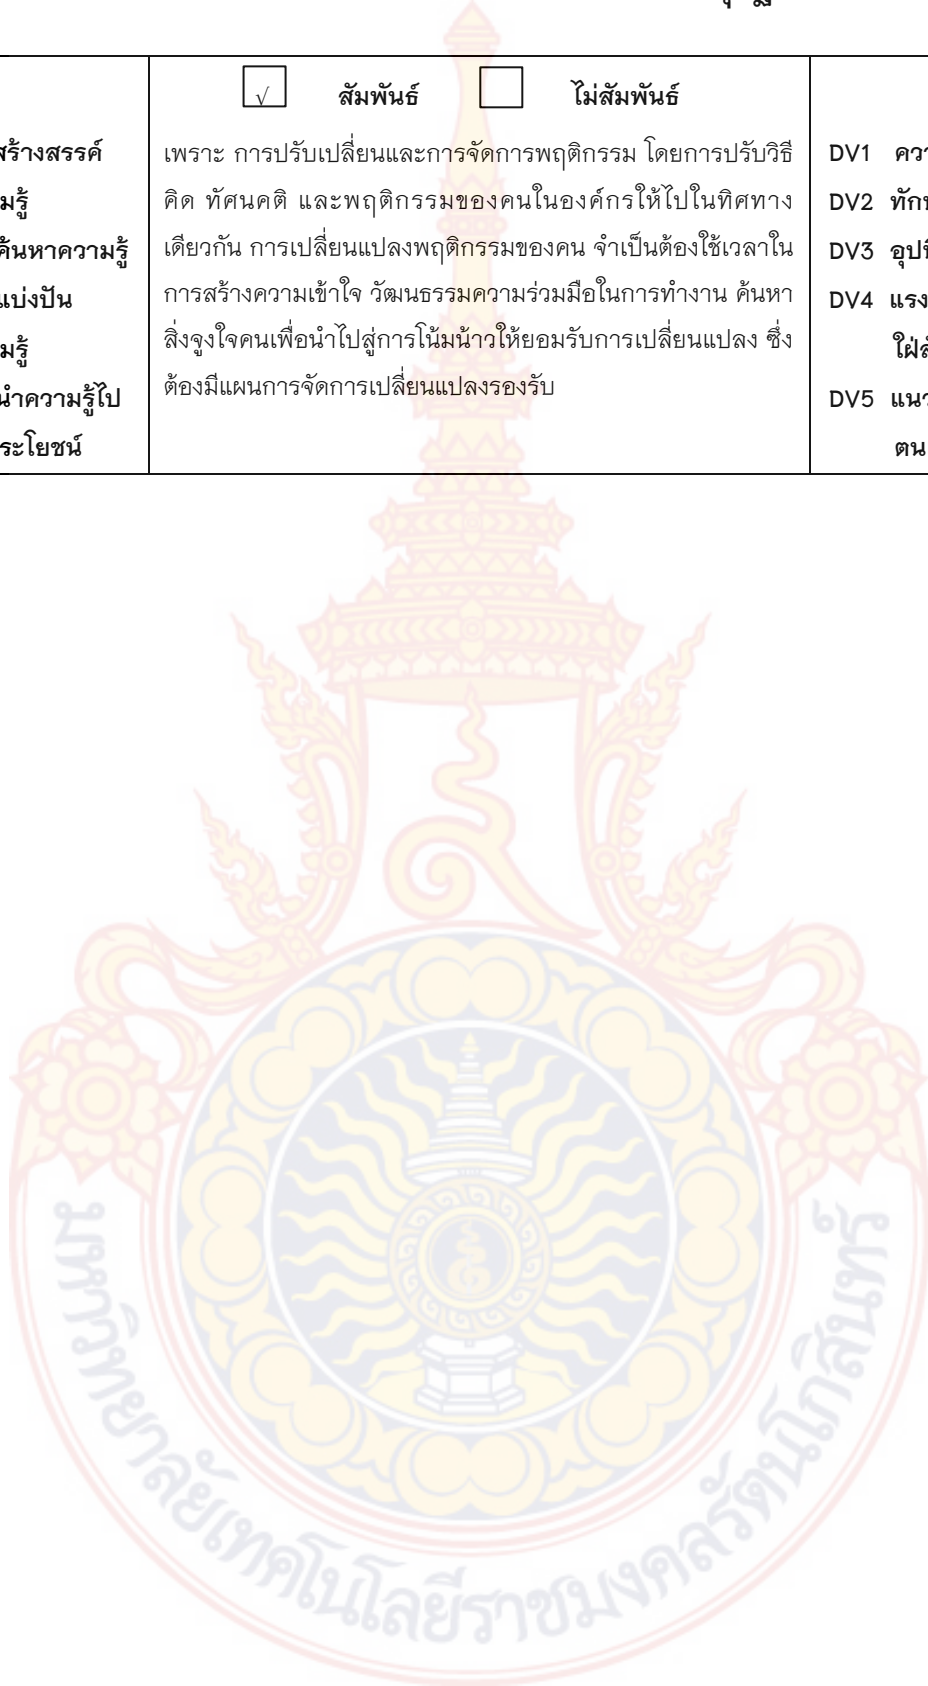 √ สัมพันธ์ ไม่สัมพันธ์
สร้างสรรค์
มรู้
ค้นหาความรู้
แบ่งปัน
มรู้
นำความรู้ไป
ระโยชน์
เพราะ การปรับเปลี่ยนและการจัดการพฤติกรรม โดยการปรับวิธี
คิด ทัศนคติ และพฤติกรรมของคนในองค์กรให้ไปในทิศทาง
เดียวกัน การเปลี่ยนแปลงพฤติกรรมของคน จำเป็นต้องใช้เวลาใน
การสร้างความเข้าใจ วัฒนธรรมความร่วมมือในการทำงาน ค้นหา
สิ่งจูงใจคนเพื่อนำไปสู่การโน้มน้าวให้ยอมรับการเปลี่ยนแปลง ซึ่ง
ต้องมีแผนการจัดการเปลี่ยนแปลงรองรับ
DV1 ควา
DV2 ทักษ
DV3 อุปนิ
DV4 แรง
ใฝ่สั
DV5 แนว
ตน
มหาวิทยาลัยเทคโนโลยีราชมงคลรัตนโกสินทร์